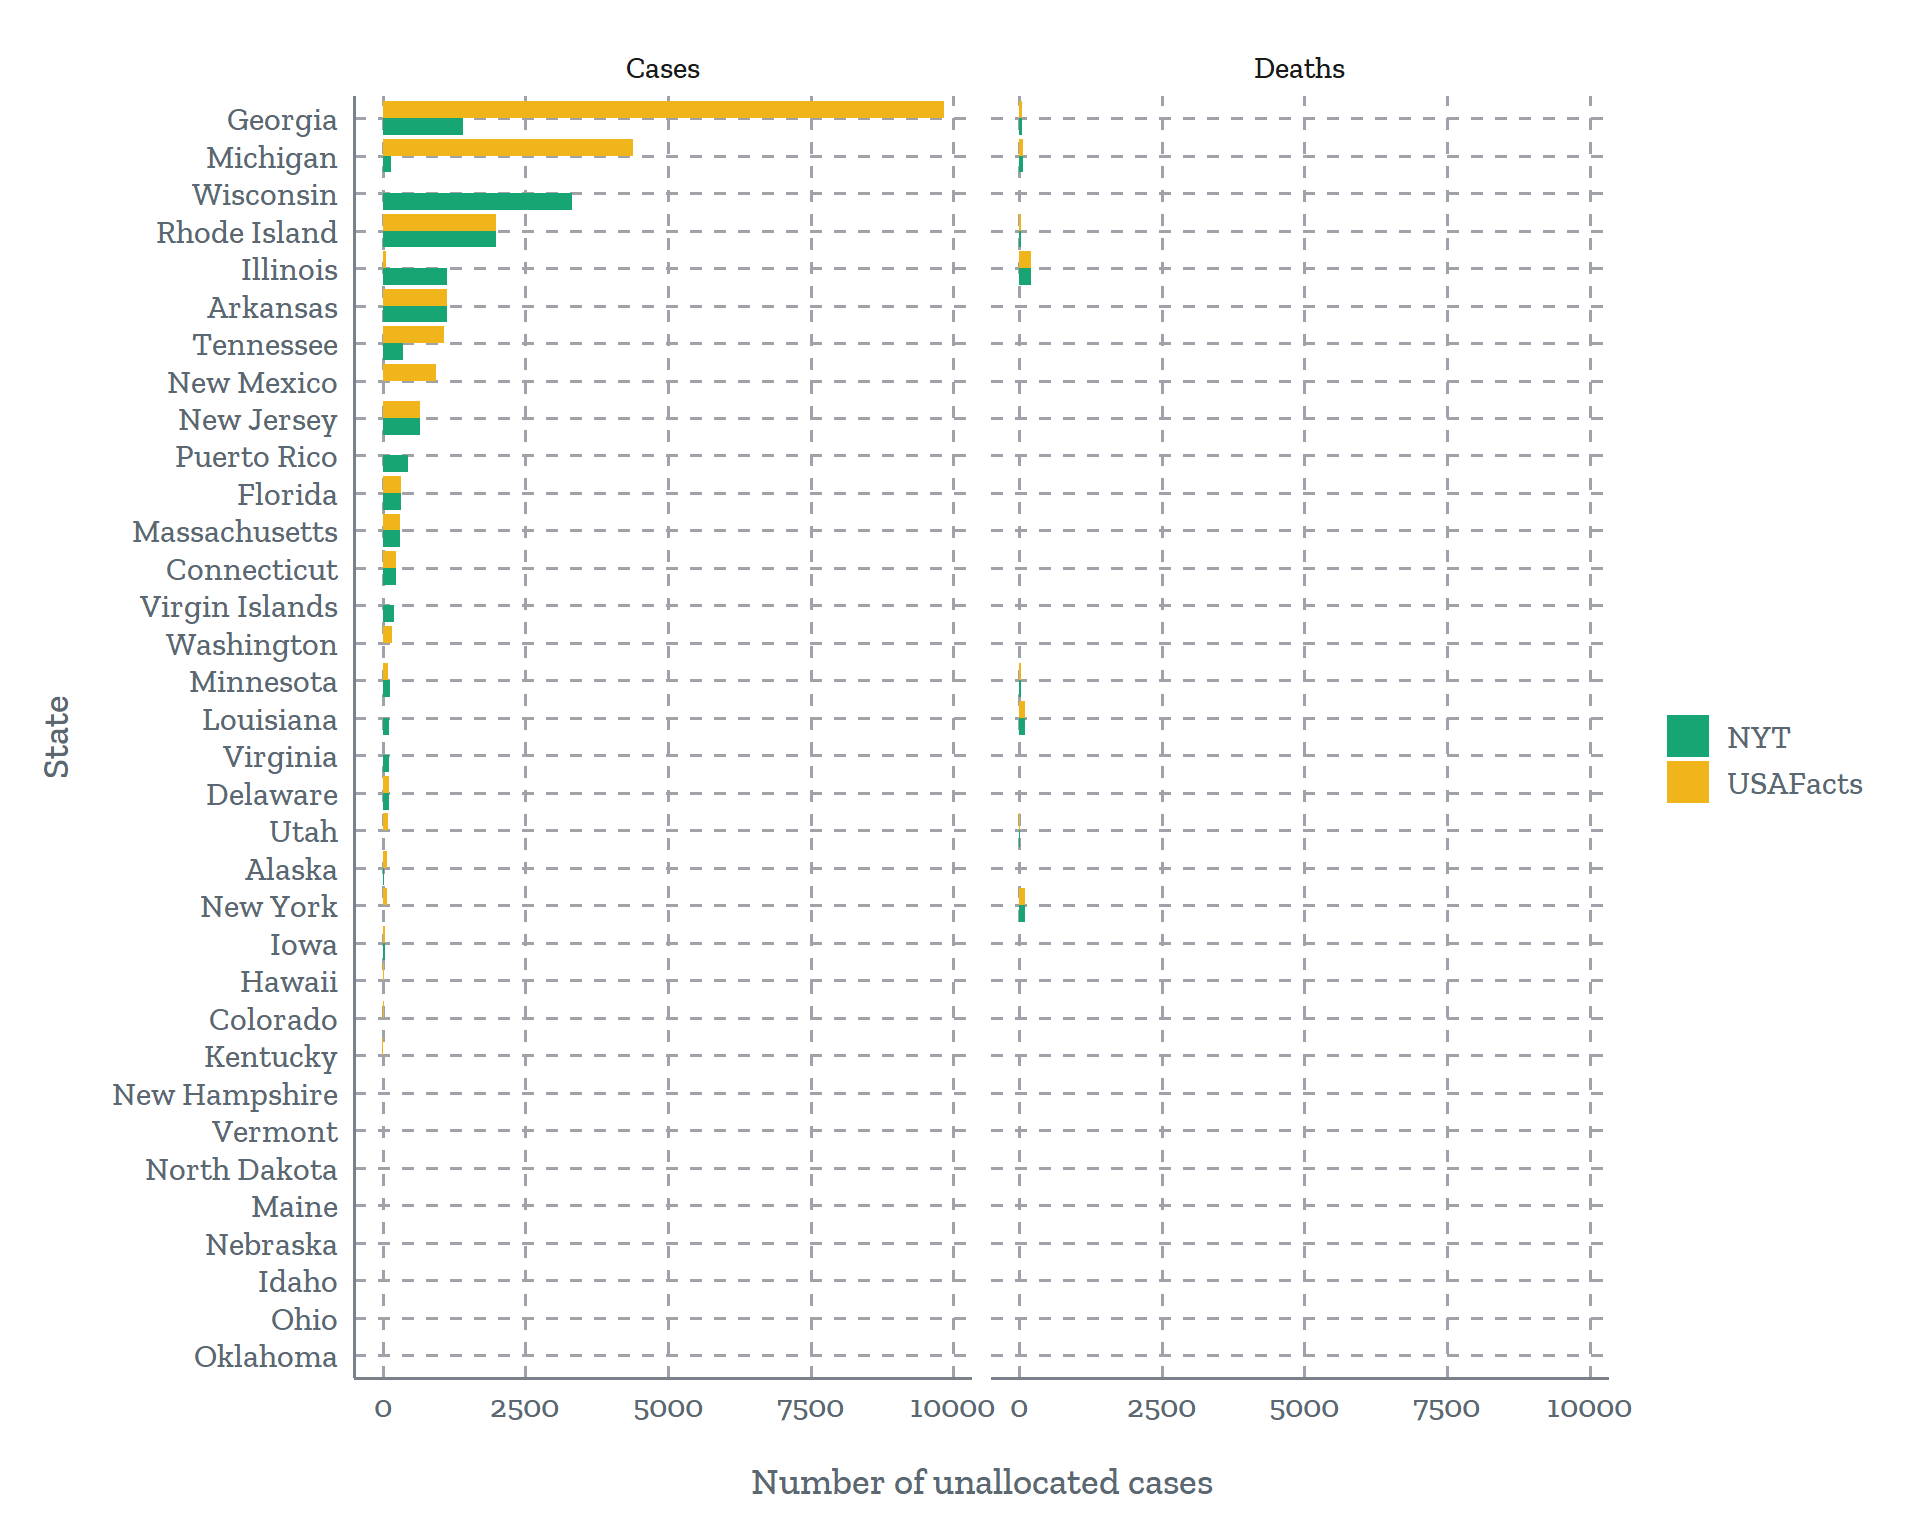 Cases
Deaths
Georgia
Michigan
Wisconsin
Rhode Island
Illinois
Arkansas
Tennessee
New Mexico
New Jersey
Puerto Rico
Florida
Massachusetts
Connecticut
Virgin Islands
Washington
Minnesota
Louisiana
Virginia
Delaware
Utah
Alaska
New York
Iowa
Hawaii
Colorado
Kentucky
New Hampshire
Vermont
North Dakota
Maine
Nebraska
Idaho
Ohio
Oklahoma
State
0 2500 5000 7500 10000 0 2500 5000 7500 10000
Number of unallocated cases
NYT
USAFacts